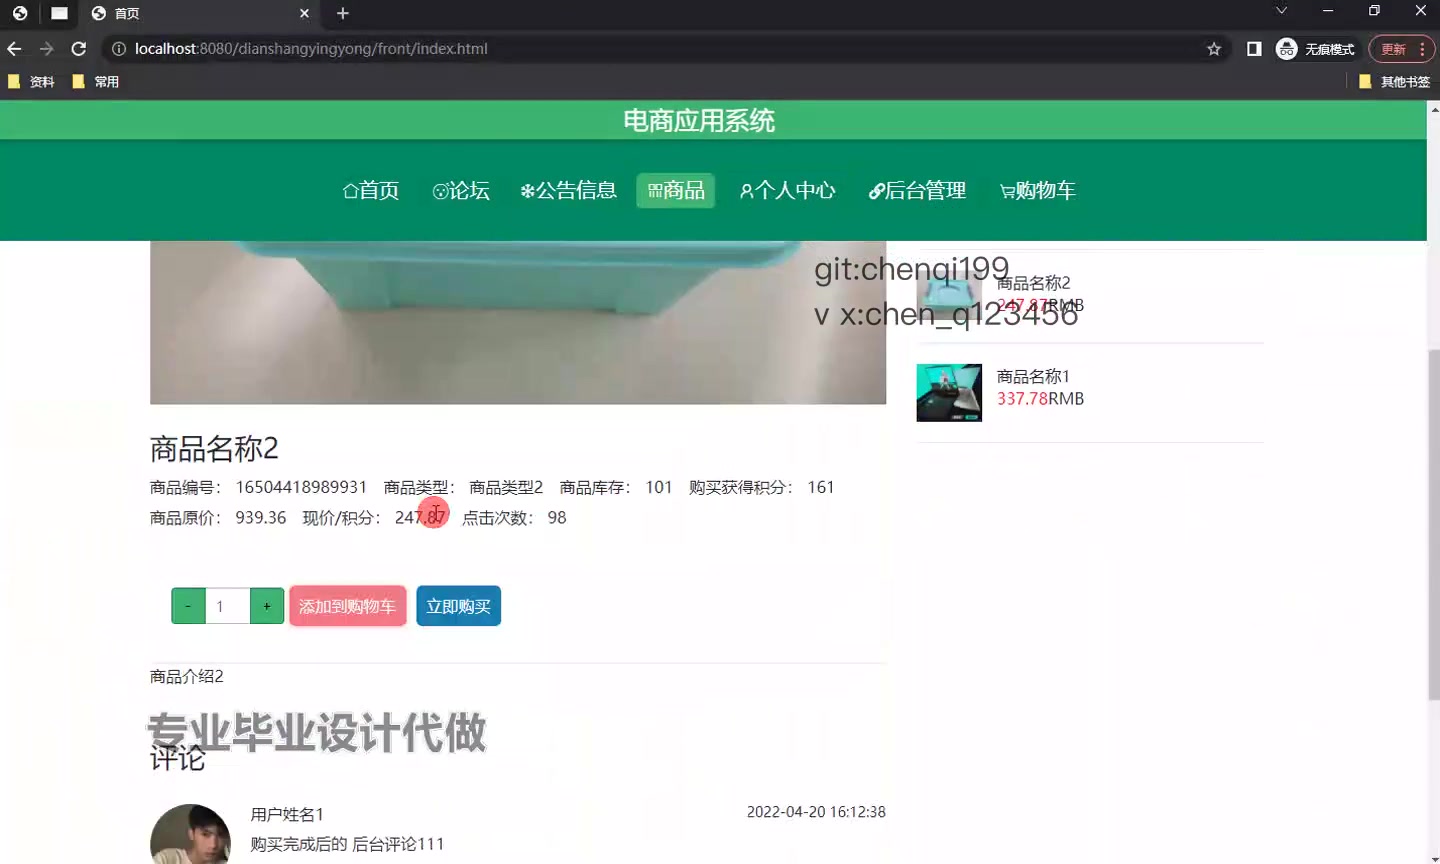 首页
localhost:8080/dianshangyingyong/front/index.html
无痕模式
更新
资料
常用
其他书签
电商应用系统
首页
论坛
公告信息
商品
个人中心
后台管理
购物车
git:chenqi199
v x:chen_q123456
商品名称2
247.87RMB
商品名称1
337.78RMB
商品名称2
商品编号： 16504418989931 商品类型： 商品类型2 商品库存： 101 购买获得积分： 161
商品原价： 939.36 现价/积分： 247.87 点击次数： 98
- 1 +
添加到购物车
立即购买
商品介绍2
专业毕业设计代做
评论
用户姓名1
2022-04-20 16:12:38
购买完成后的 后台评论111